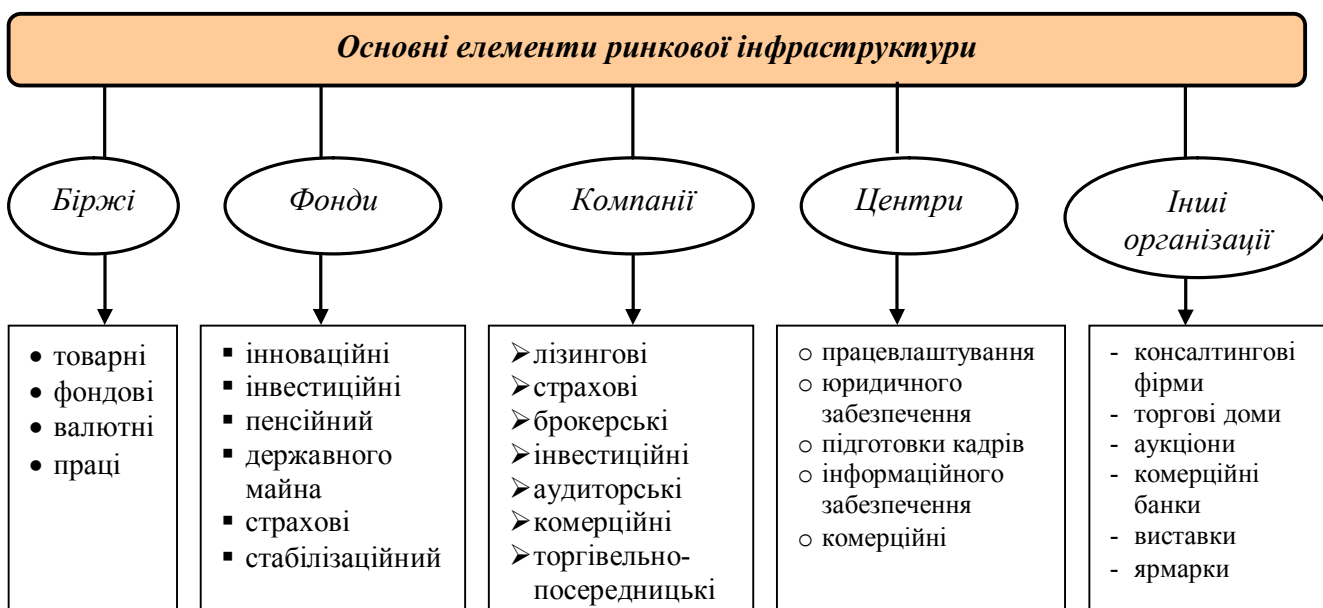 Основні елементи ринкової інфраструктури
Біржі
Фонди
Компанії
Центри
Інші
організації
• товарні
• фондові
• валютні
• праці
▪ інноваційні
▪ інвестиційні
▪ пенсійний
▪ державного
майна
▪ страхові
▪ стабілізаційний
➢лізингові
➢страхові
➢брокерські
➢інвестиційні
➢аудиторські
➢комерційні
➢торгівельно-
посередницькі
○ працевлаштування
○ юридичного
забезпечення
○ підготовки кадрів
○ інформаційного
забезпечення
○ комерційні
- консалтингові
фірми
- торгові доми
- аукціони
- комерційні
банки
- виставки
- ярмарки